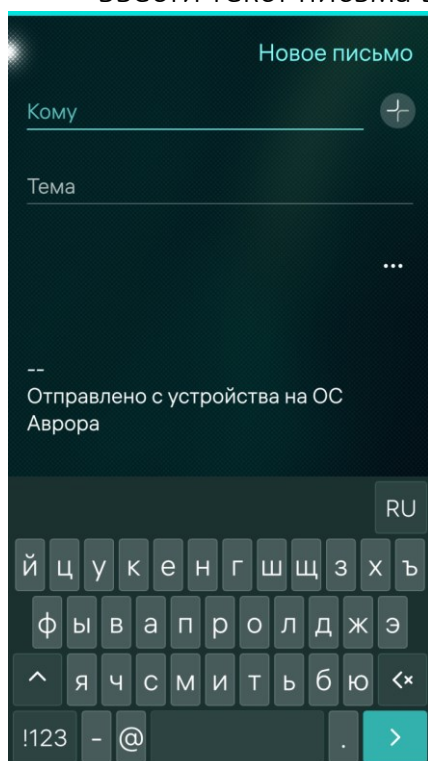 Новое письмо
Кому
Тема
...
--
Отправлено с устройства на ОС
Аврора
RU
й ц у к е н г ш щ з х ъ
ф ы в а п р о л д ж э
я ч с м и т ь б ю
!123 - @ .